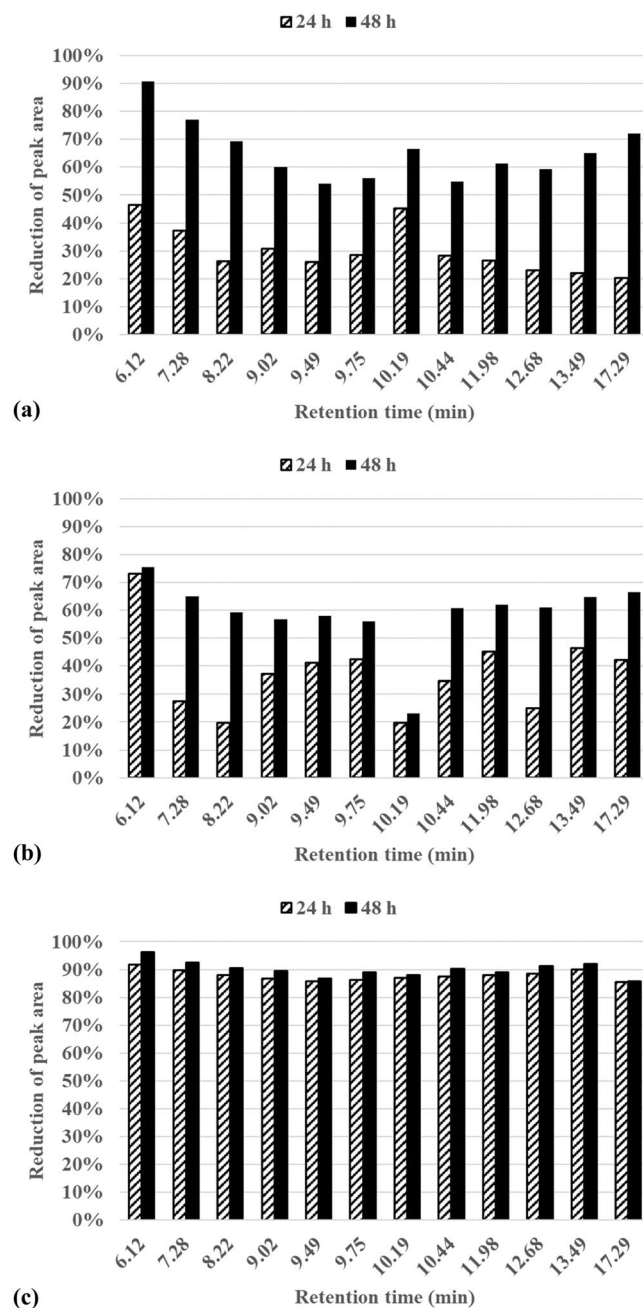 24 h 48 h
100%
90%
80%
70%
60%
50%
40%
30%
20%
10%
0%
Reduction of peak area
6.12 7.28 8.22 9.02 9.49 9.75 10.19 10.44 11.98 12.68 13.49 17.29
Retention time (min)
(a)
24 h 48 h
100%
90%
80%
70%
60%
50%
40%
30%
20%
10%
0%
Reduction of peak area
6.12 7.28 8.22 9.02 9.49 9.75 10.19 10.44 11.98 12.68 13.49 17.29
Retention time (min)
(b)
24 h 48 h
100%
90%
80%
70%
60%
50%
40%
30%
20%
10%
0%
Reduction of peak area
6.12 7.28 8.22 9.02 9.49 9.75 10.19 10.44 11.98 12.68 13.49 17.29
Retention time (min)
(c)